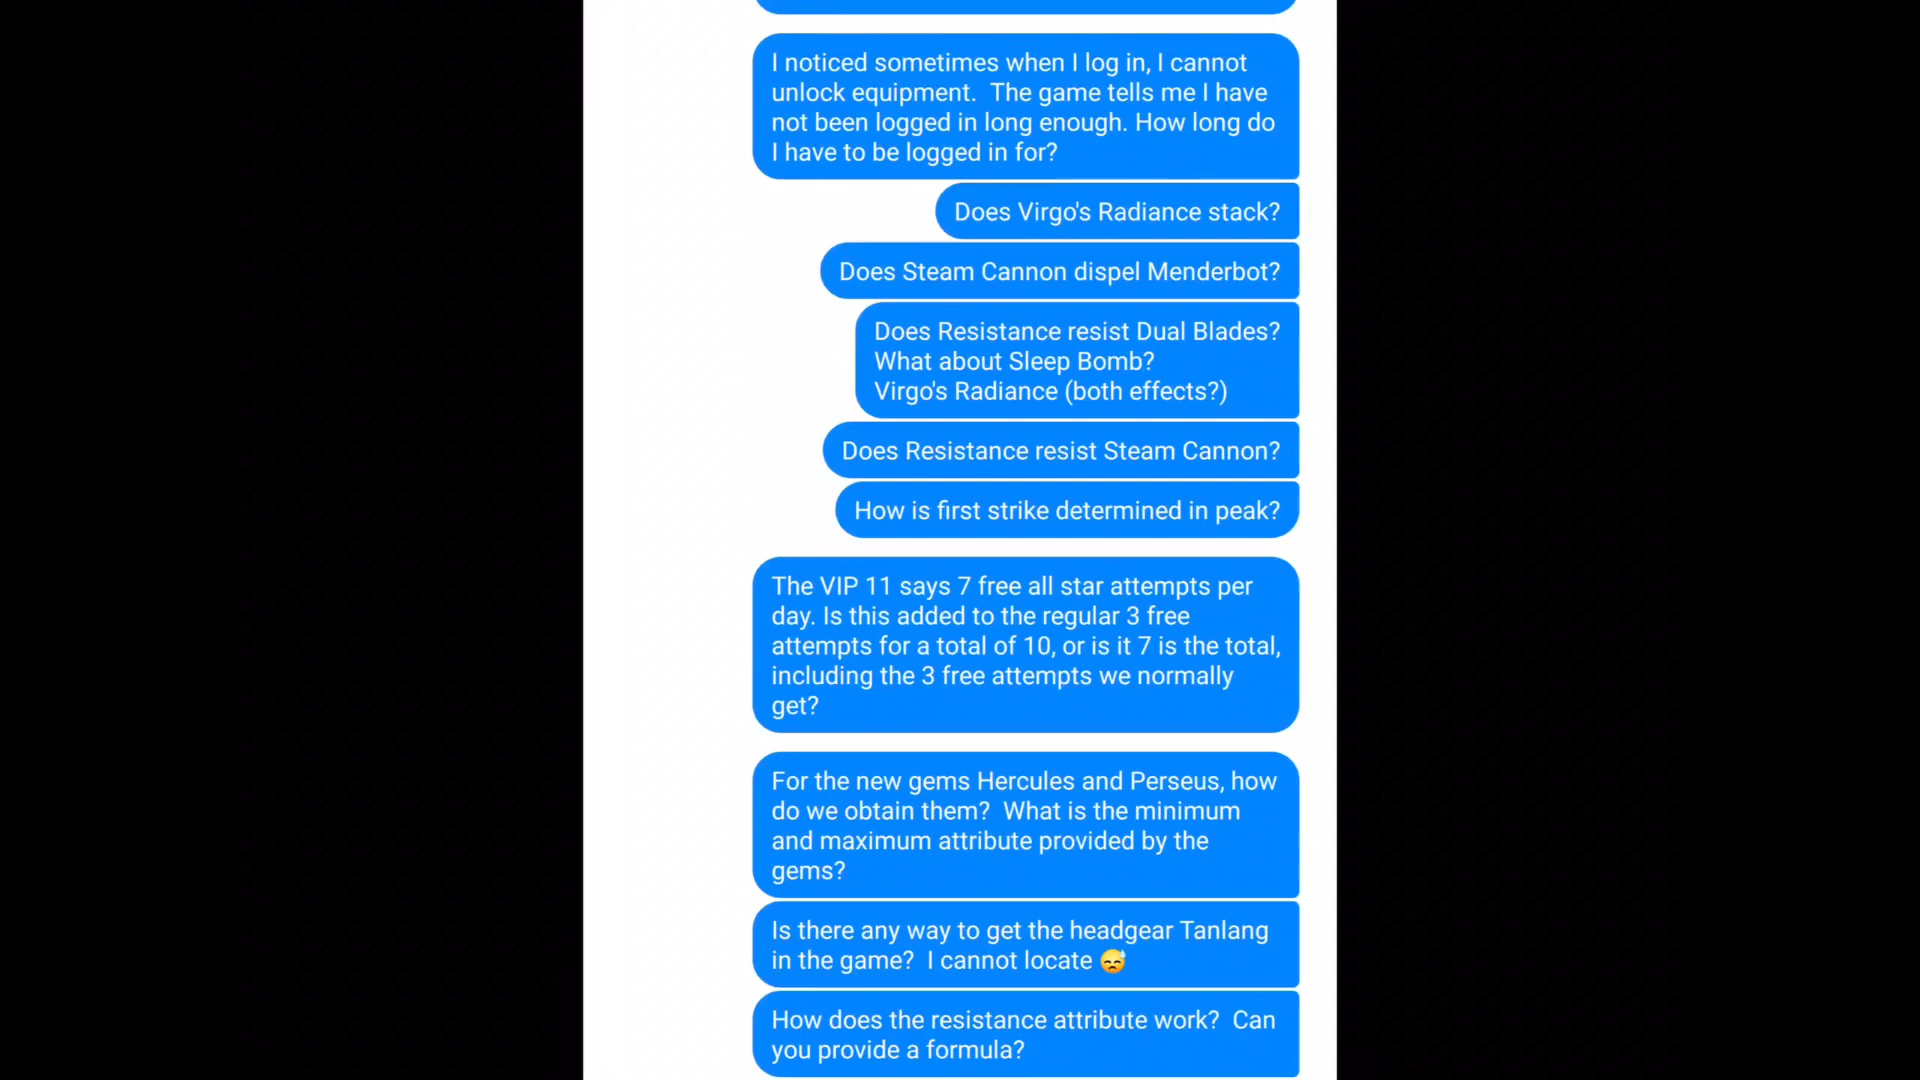 I noticed sometimes when I log in, I cannot
unlock equipment.  The game tells me I have
not been logged in long enough. How long do
I have to be logged in for?
Does Virgo's Radiance stack?
Does Steam Cannon dispel Menderbot?
Does Resistance resist Dual Blades?
What about Sleep Bomb?
Virgo's Radiance (both effects?)
Does Resistance resist Steam Cannon?
How is first strike determined in peak?
The VIP 11 says 7 free all star attempts per
day. Is this added to the regular 3 free
attempts for a total of 10, or is it 7 is the total,
including the 3 free attempts we normally
get?
For the new gems Hercules and Perseus, how
do we obtain them?  What is the minimum
and maximum attribute provided by the
gems?
Is there any way to get the headgear Tanlang
in the game?  I cannot locate 😓
How does the resistance attribute work?  Can
you provide a formula?